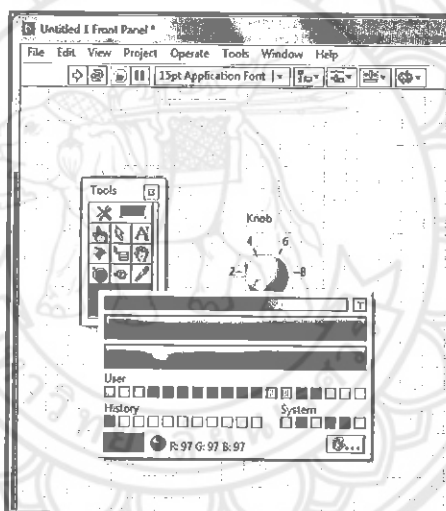 Untitled 1 Front Panel *
File Edit View Project Operate Tools Window Help
15pt Application Font
Tools
Knob
4 6
2 8
User
History System
R: 97 G: 97 B: 97